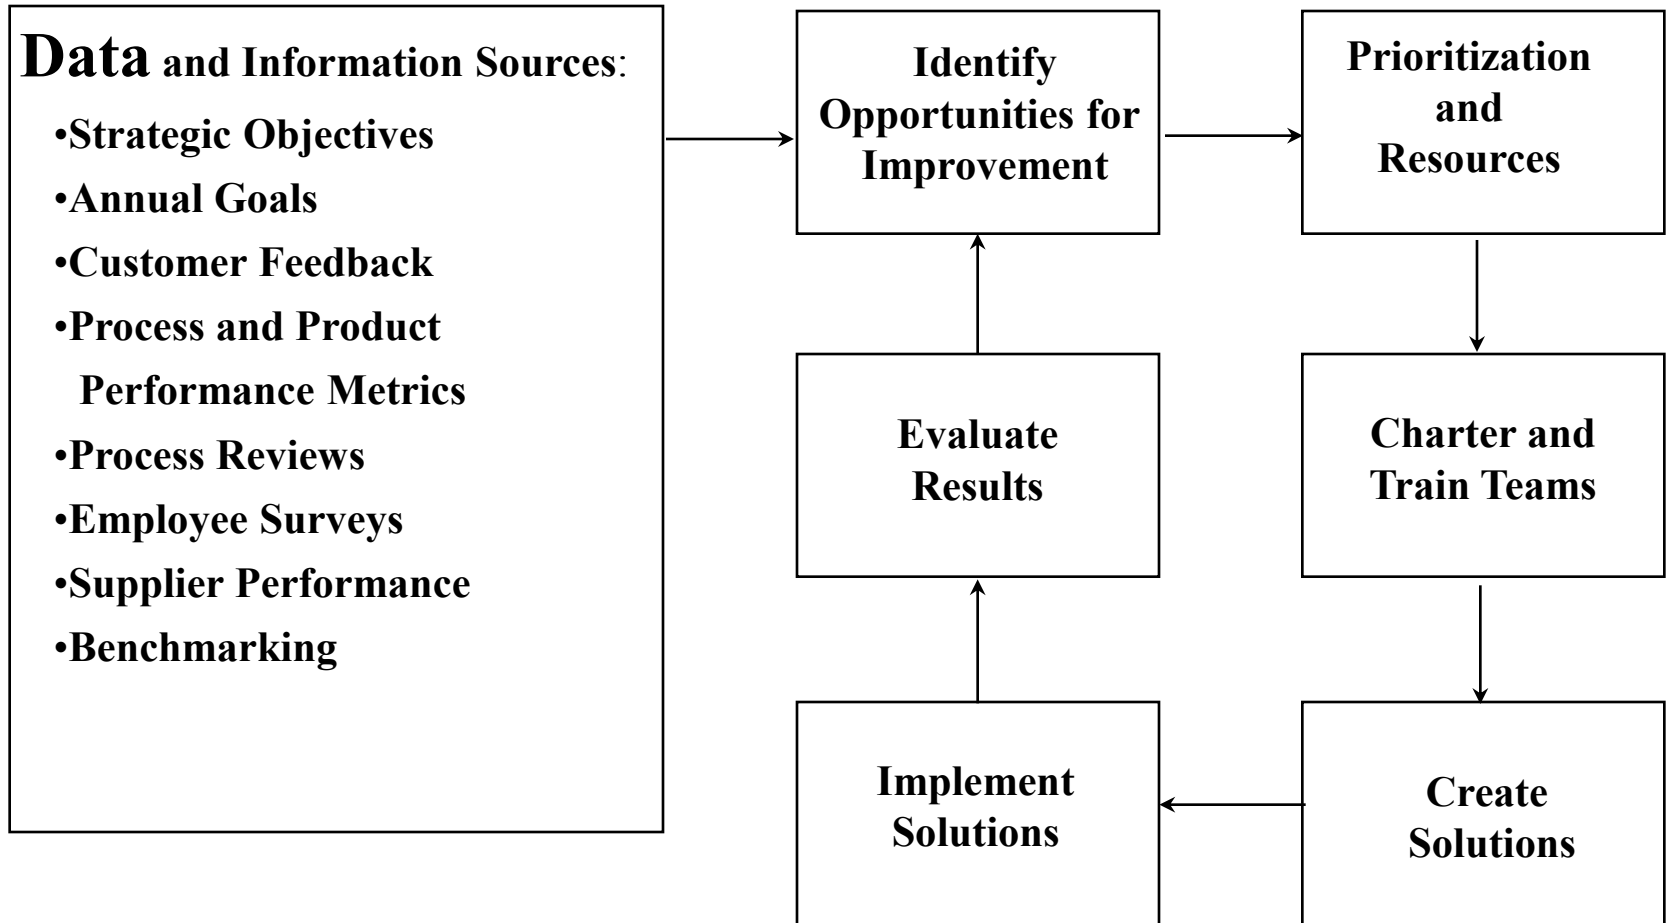 Data and Information Sources:
•Strategic Objectives
•Annual Goals
•Customer Feedback
•Process and Product
Performance Metrics
•Process Reviews
•Employee Surveys
•Supplier Performance
•Benchmarking
Identify
Opportunities for
Improvement
Prioritization
and
Resources
Charter and
Train Teams
Create
Solutions
Implement
Solutions
Evaluate
Results